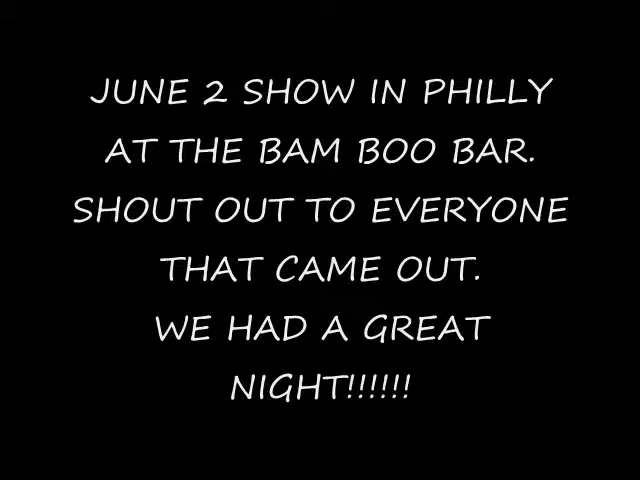 JUNE 2 SHOW IN PHILLY
AT THE BAM BOO BAR.
SHOUT OUT TO EVERYONE
THAT CAME OUT.
WE HAD A GREAT
NIGHT!!!!!!